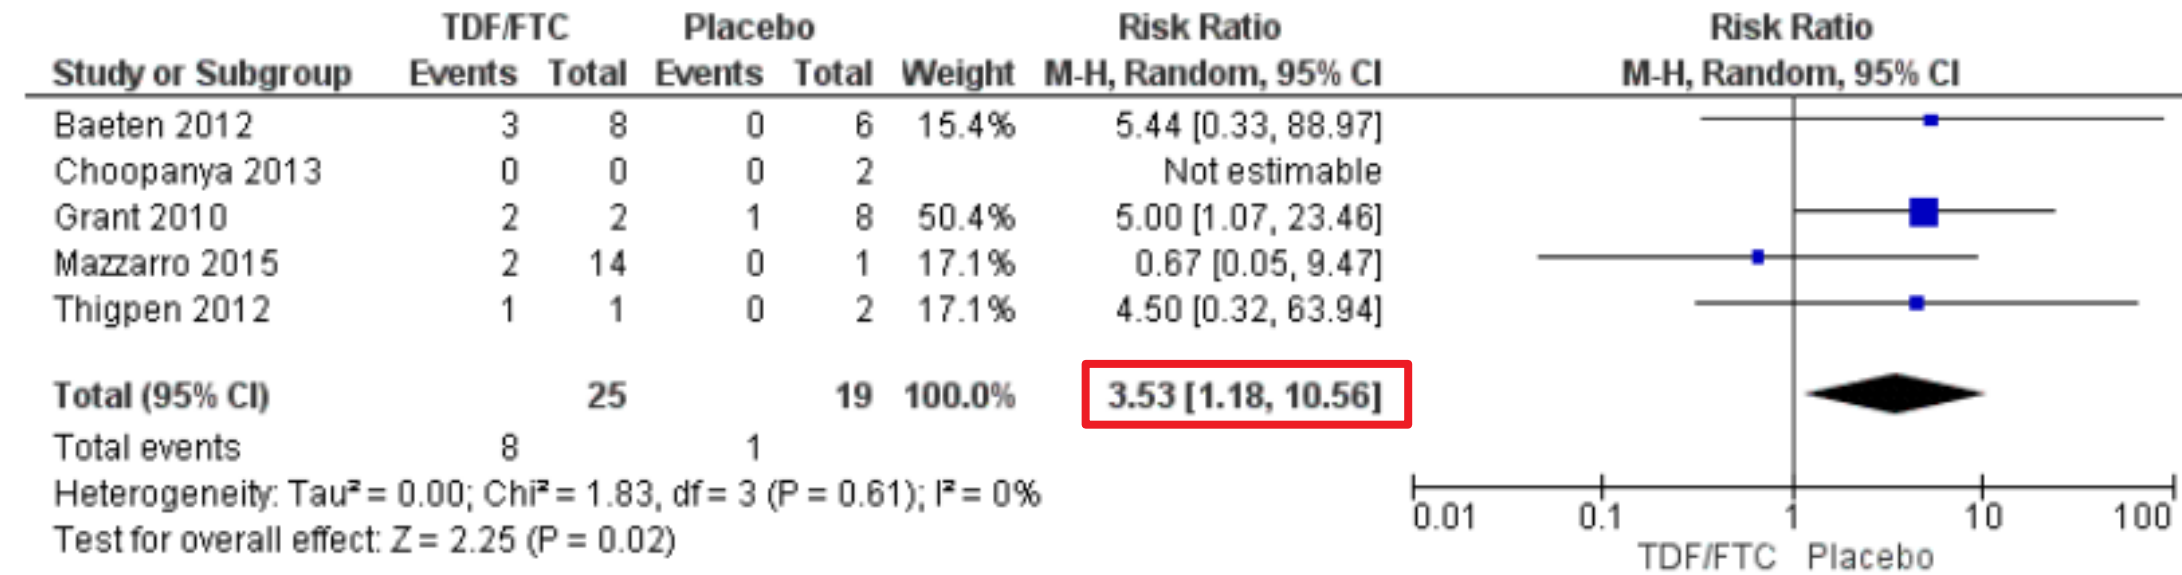 TDF/FTC Placebo Risk Ratio Risk Ratio
Study or Subgroup Events Total Events Total Weight M-H, Random, 95% CI M-H, Random, 95% CI
Baeten 2012 3 8 0 6 15.4% 5.44 [0.33, 88.97]
Choopanya 2013 0 0 0 2 Not estimable
Grant 2010 2 2 1 8 50.4% 5.00 [1.07, 23.46]
Mazzarro 2015 2 14 0 1 17.1% 0.67 [0.05, 9.47]
Thigpen 2012 1 1 0 2 17.1% 4.50 [0.32, 63.94]
Total (95% CI) 25 19 100.0% 3.53 [1.18, 10.56]
Total events 8 1
Heterogeneity: Tau² = 0.00; Chi² = 1.83, df = 3 (P = 0.61); I² = 0%
Test for overall effect: Z = 2.25 (P = 0.02)
0.01 0.1 1 10 100
TDF/FTC Placebo